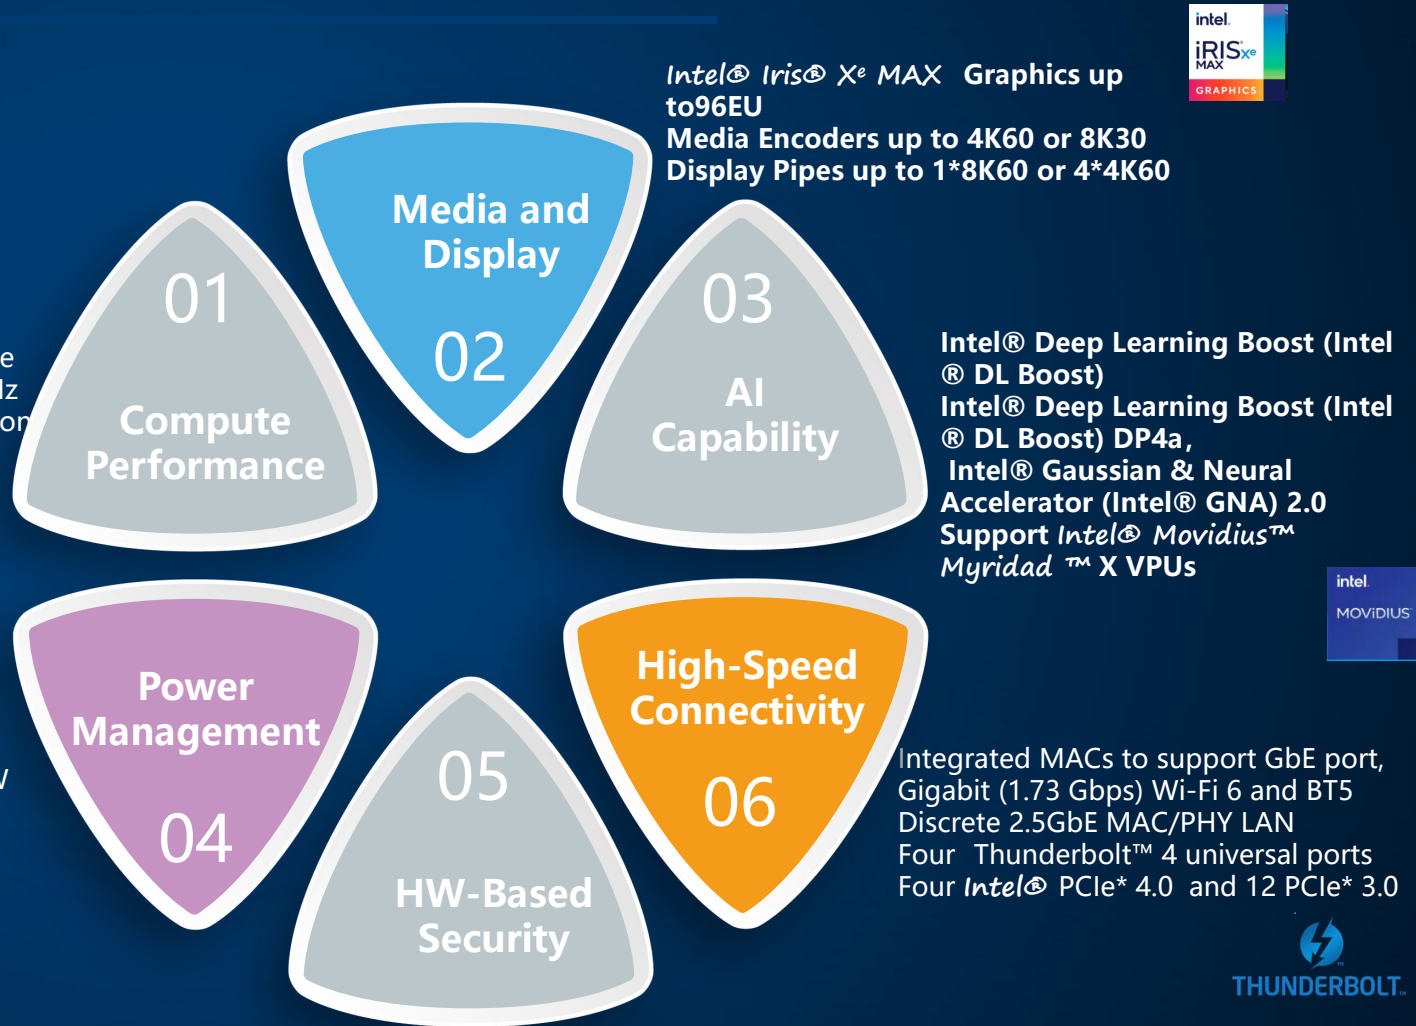 intel.
iRIS Xe
MAX
GRAPHICS
Intel® Iris® Xe MAX Graphics up
to96EU
Media Encoders up to 4K60 or 8K30
Display Pipes up to 1*8K60 or 4*4K60
Media and
Display
02
01
Compute
Performance
03
AI
Capability
Intel® Deep Learning Boost (Intel
® DL Boost)
Intel® Deep Learning Boost (Intel
® DL Boost) DP4a,
Intel® Gaussian & Neural
Accelerator (Intel® GNA) 2.0
Support Intel® Movidius™
Myridad ™ X VPUs
intel.
MOViDIUS
Power
Management
04
05
HW-Based
Security
High-Speed
Connectivity
06
Integrated MACs to support GbE port,
Gigabit (1.73 Gbps) Wi-Fi 6 and BT5
Discrete 2.5GbE MAC/PHY LAN
Four Thunderbolt™ 4 universal ports
Four Intel® PCIe* 4.0 and 12 PCIe* 3.0
THUNDERBOLT™